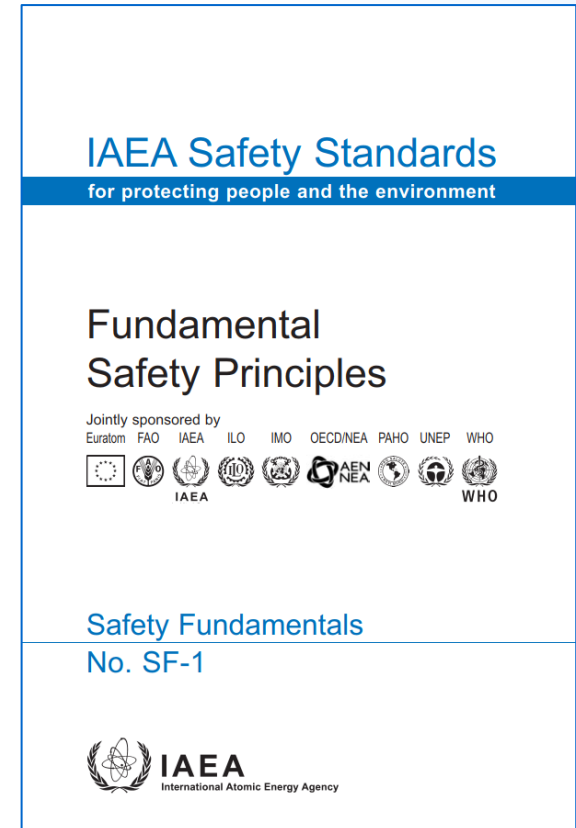 IAEA Safety Standards
for protecting people and the environment
Fundamental
Safety Principles
Jointly sponsored by
Euratom FAO IAEA ILO IMO OECD/NEA PAHO UNEP WHO
FAO ILO AEN
NEA
IAEA WHO
Safety Fundamentals
No. SF-1
IAEA
International Atomic Energy Agency